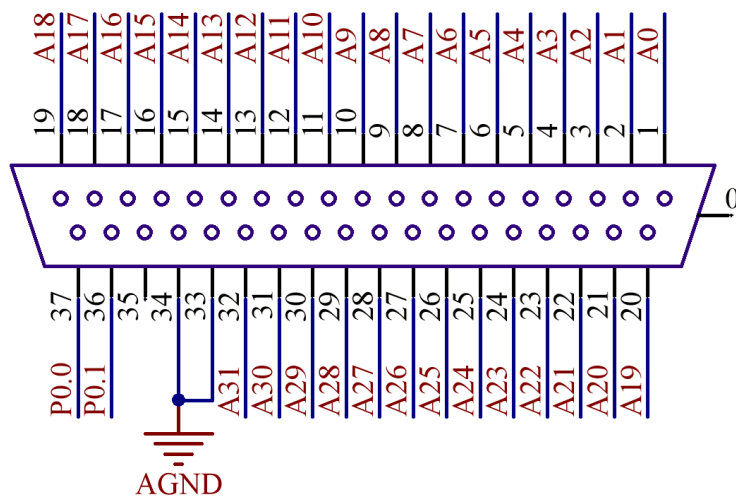 A18 A17 A16 A15 A14 A13 A12 A11 A10 A9 A8 A7 A6 A5 A4 A3 A2 A1 A0
19 18 17 16 15 14 13 12 11 10 9 8 7 6 5 4 3 2 1
0
37 36 35 34 33 32 31 30 29 28 27 26 25 24 23 22 21 20
P0.0 P0.1 A31 A30 A29 A28 A27 A26 A25 A24 A23 A22 A21 A20 A19
AGND